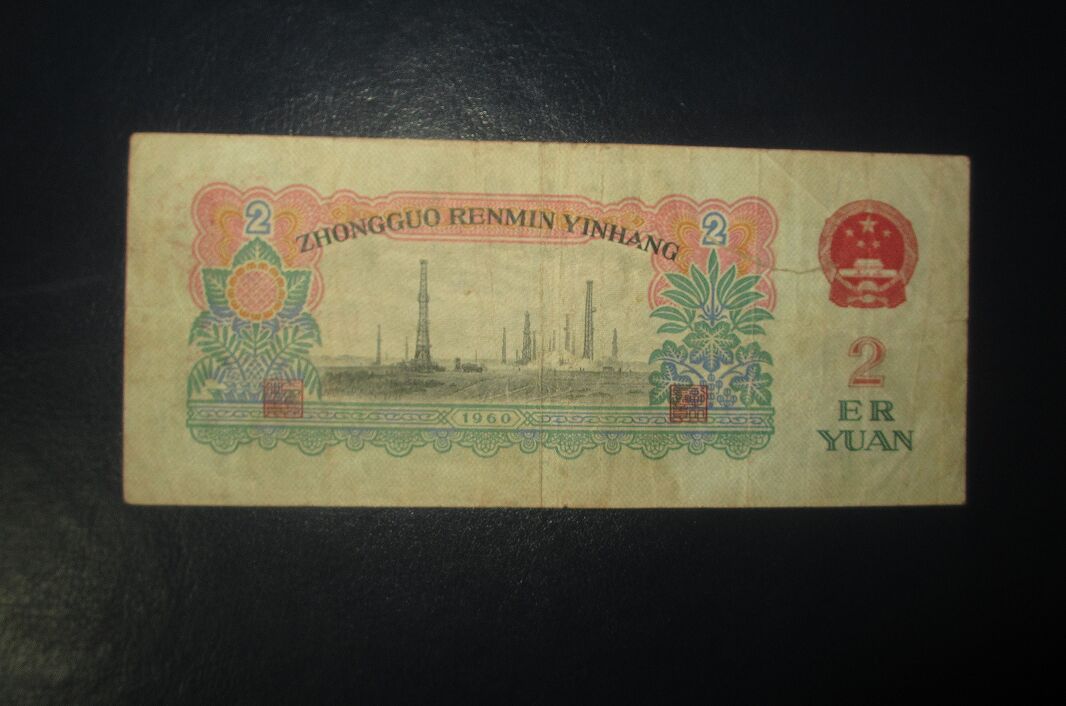 2
2
ZHONGGUO RENMIN YINHANG
1960
2
ER
YUAN